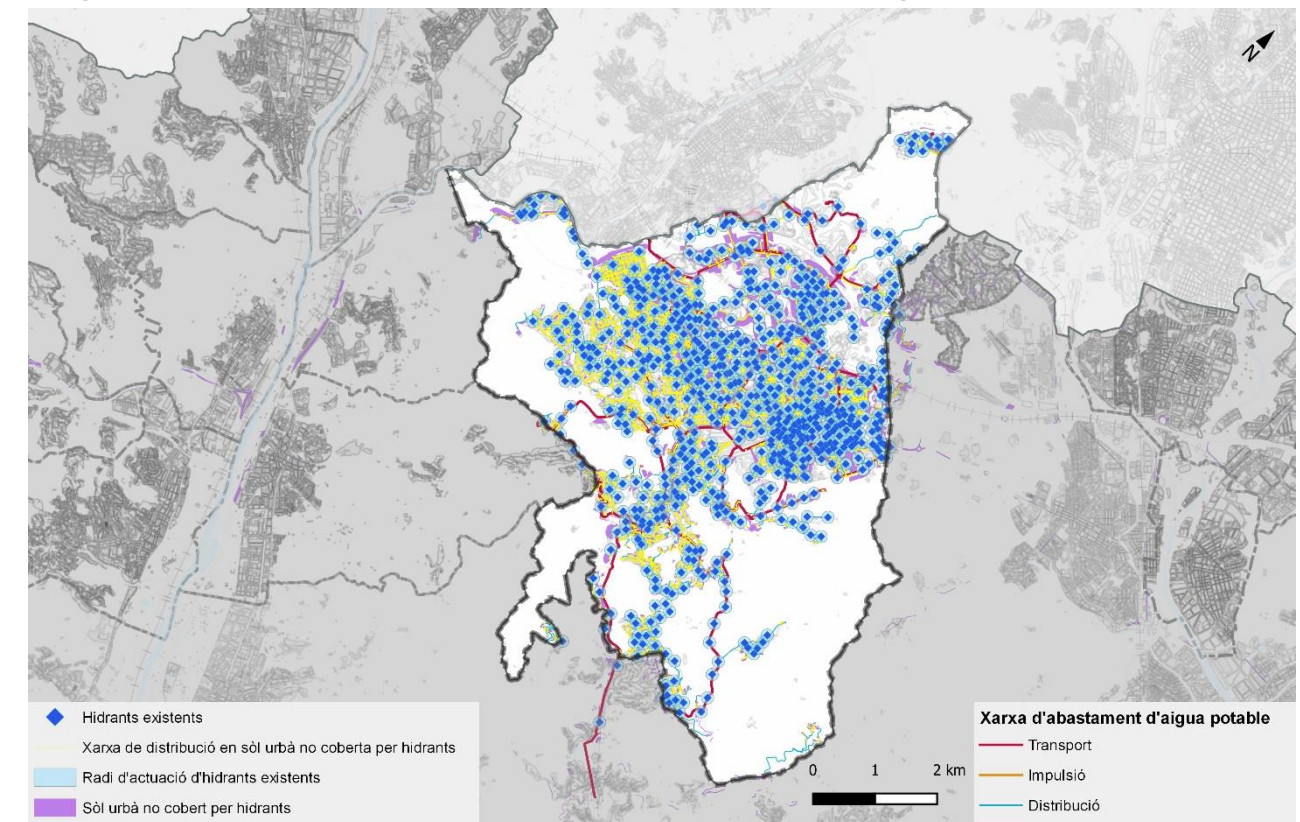 N
Hidrants existents
Xarxa de distribució en sòl urbà no coberta per hidrants
Radi d'actuació d'hidrants existents
Sòl urbà no cobert per hidrants
0 1 2 km
Xarxa d'abastament d'aigua potable
Transport
Impulsió
Distribució